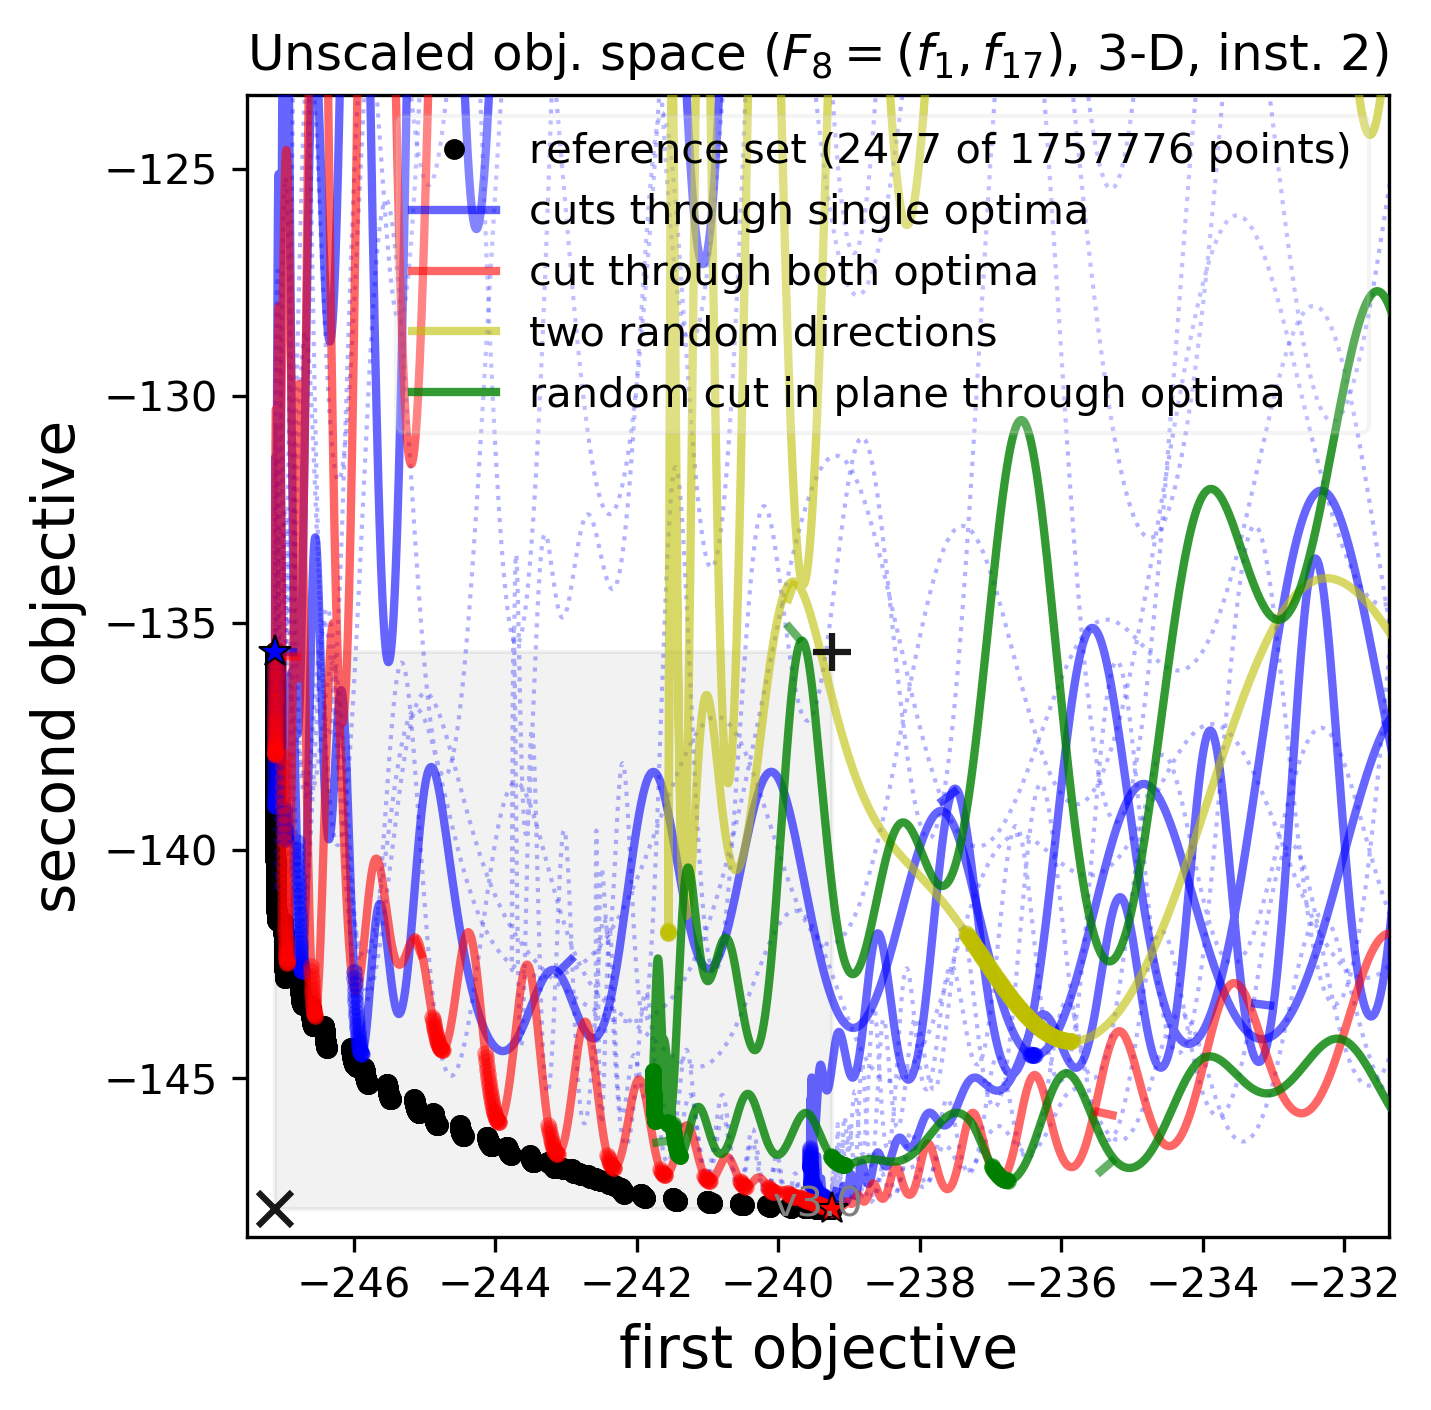 Unscaled obj. space (F₈ = (f₁, f₁₇), 3-D, inst. 2)
reference set (2477 of 1757776 points)
cuts through single optima
cut through both optima
two random directions
random cut in plane through optima
−125
−130
−135
−140
−145
second objective
v3.0
−246
−244
−242
−240
−238
−236
−234
−232
first objective